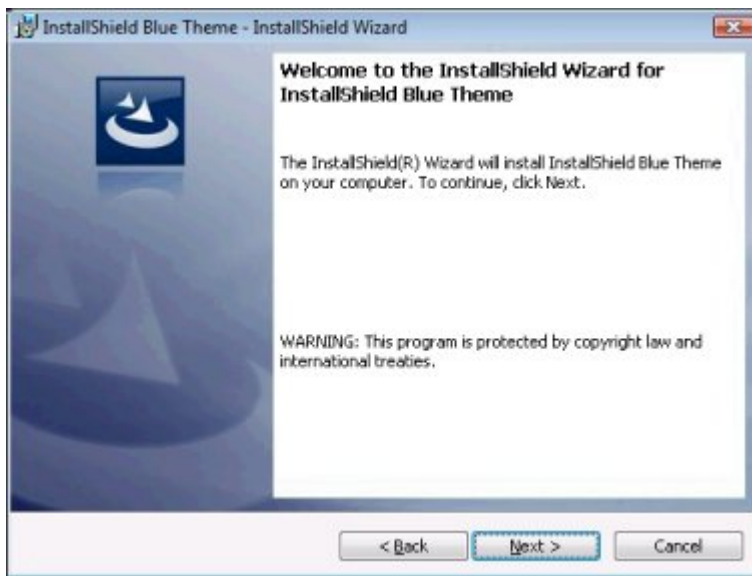 InstallShield Blue Theme - InstallShield Wizard
Welcome to the InstallShield Wizard for
InstallShield Blue Theme
The InstallShield(R) Wizard will install InstallShield Blue Theme
on your computer. To continue, click Next.
WARNING: This program is protected by copyright law and
international treaties.
< Back
Next >
Cancel